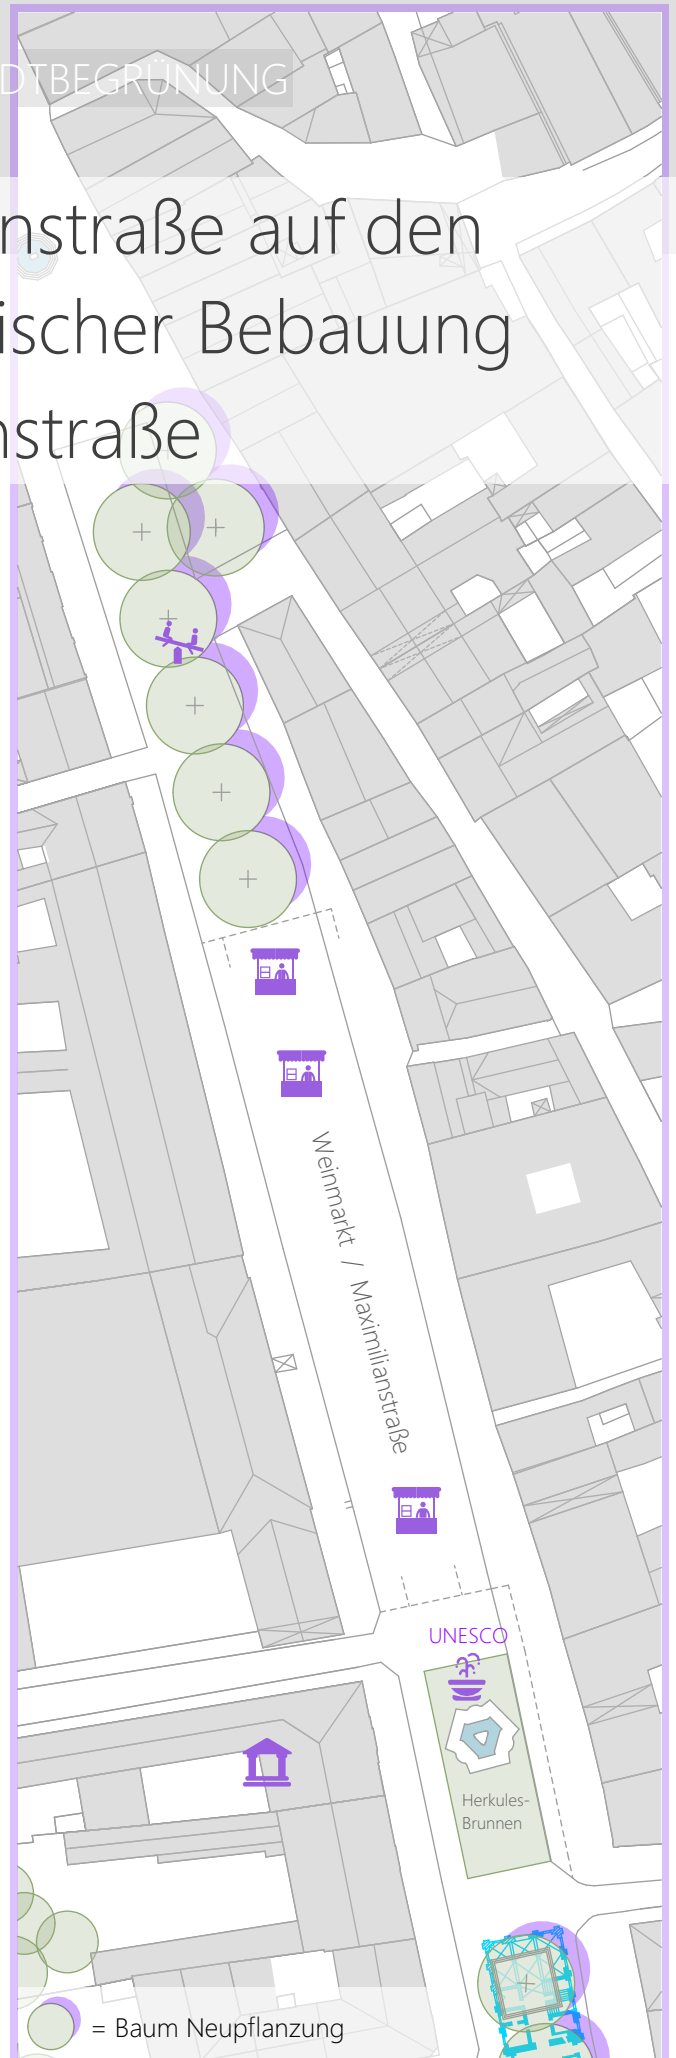 DTBEGRÜNUNG
nstraße auf den
ischer Bebauung
nstraße
Weinmarkt / Maximilianstraße
UNESCO
Herkules-
Brunnen
= Baum Neupflanzung